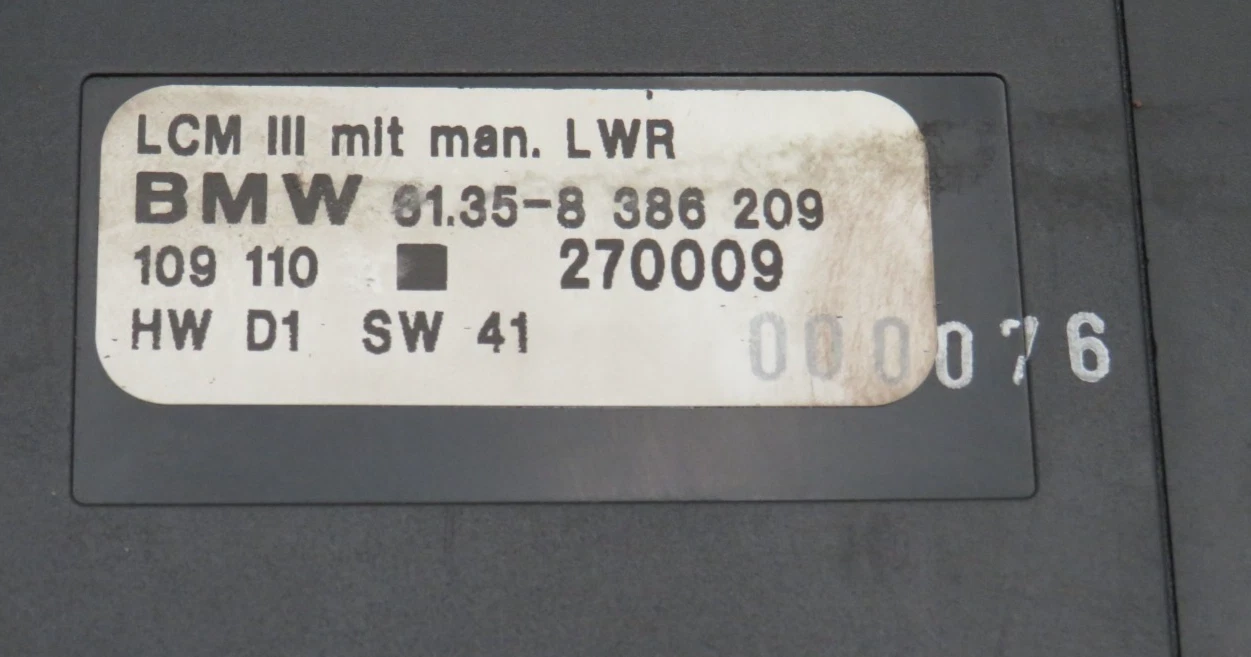 LCM III mit man. LWR
BMW 61.35-8 386 209
109 110 270009
HW D1 SW 41
000076